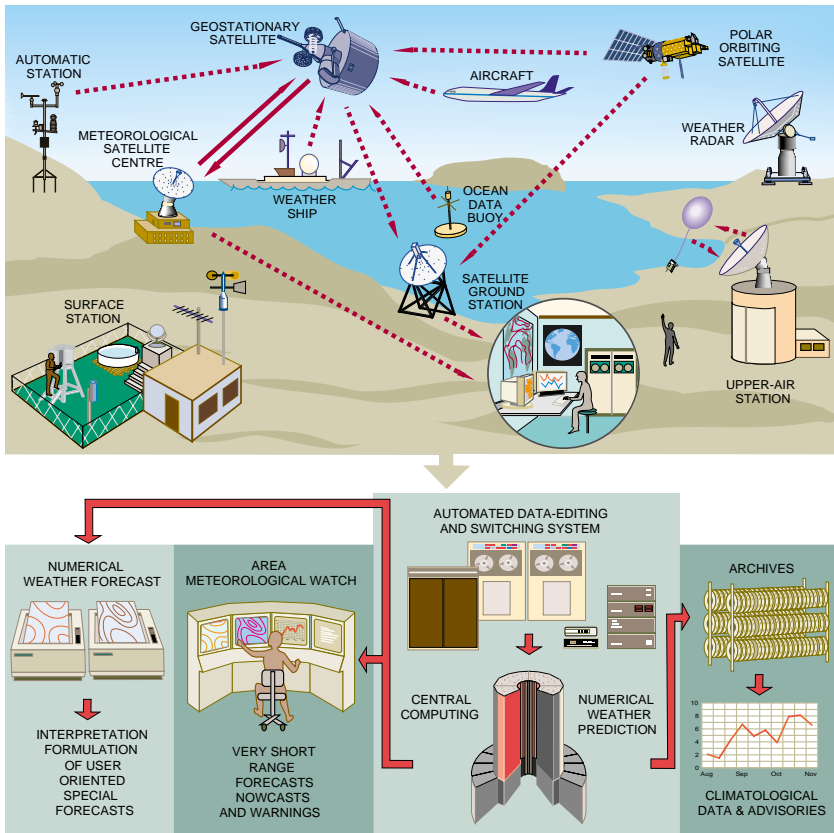 GEOSTATIONARY
SATELLITE
POLAR
ORBITING
SATELLITE
AUTOMATIC
STATION
AIRCRAFT
WEATHER
RADAR
METEOROLOGICAL
SATELLITE
CENTRE
WEATHER
SHIP
OCEAN
DATA
BUOY
SATELLITE
GROUND
STATION
SURFACE
STATION
UPPER-AIR
STATION
AUTOMATED DATA-EDITING
AND SWITCHING SYSTEM
NUMERICAL
WEATHER FORECAST
AREA
METEOROLOGICAL WATCH
ARCHIVES
CENTRAL
COMPUTING
NUMERICAL
WEATHER
PREDICTION
INTERPRETATION
FORMULATION
OF USER
ORIENTED
SPECIAL
FORECASTS
VERY SHORT
RANGE
FORECASTS
NOWCASTS
AND WARNINGS
10
8
6
4
2
0
Aug Sep Oct Nov
CLIMATOLOGICAL
DATA & ADVISORIES